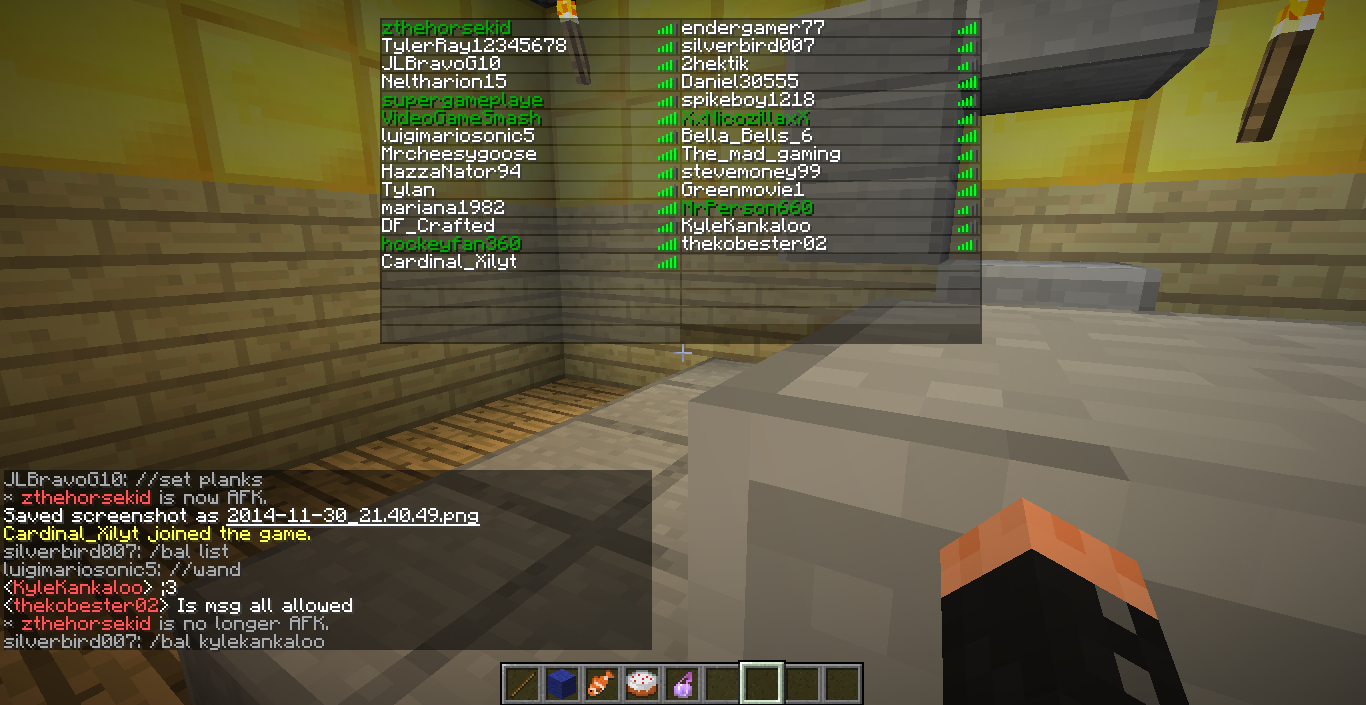 zthehorsekid
TylerRay12345678
JLBravoG10
Neltharion15
supergameplaye
VideoGameSmash
luigimariosonic5
Mrcheesygoose
HazzaNator94
Tylan
mariana1982
DF_Crafted
hockeyfan360
Cardinal_Xilyt
endergamer77
silverbird007
2hektik
Daniel30555
spikeboy1218
XxNicozillaxX
Bella_Bells_6
The_mad_gaming
stevemoney99
Greenmovie1
MrPerson660
KyleKankaloo
thekobester02
JLBravoG10: //set planks
* zthehorsekid is now AFK.
Saved screenshot as 2014-11-30_21.40.49.png
Cardinal_Xilyt joined the game.
silverbird007: /bal list
luigimariosonic5: //wand
<KyleKankaloo> ;3
<thekobester02> Is msg all allowed
* zthehorsekid is no longer AFK.
silverbird007: /bal kylekankaloo